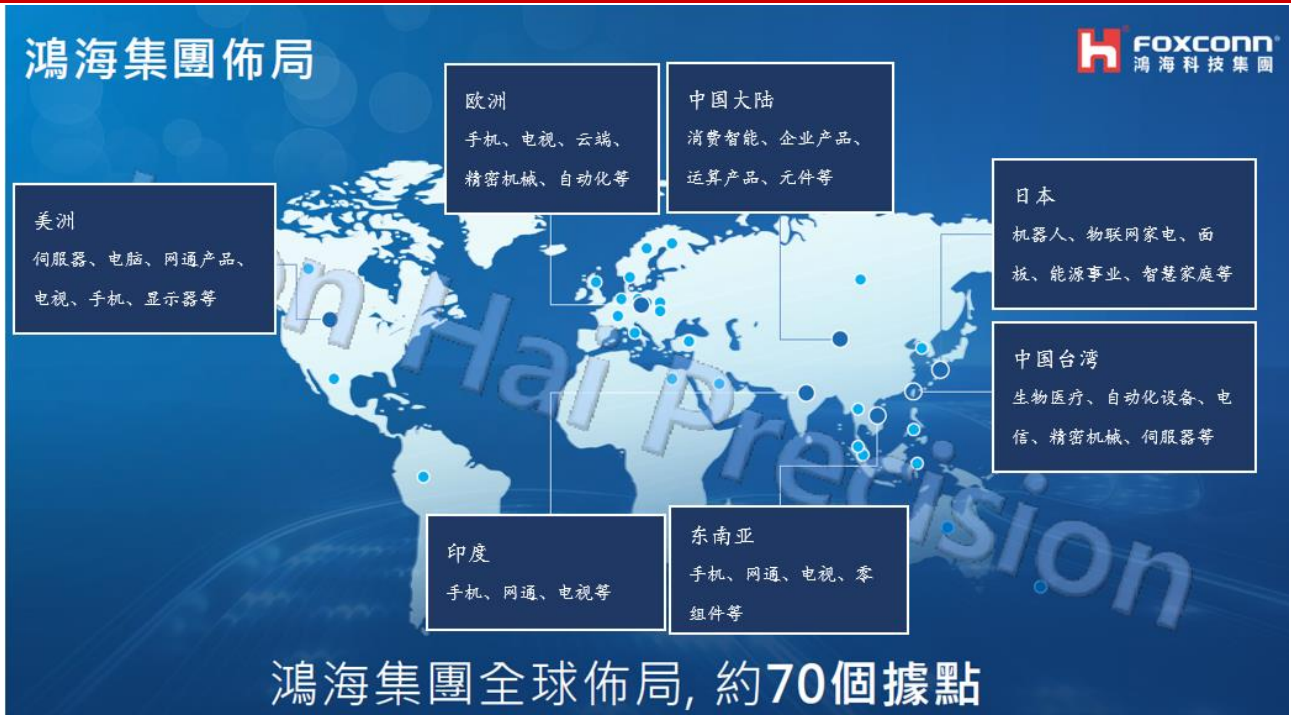 鴻海集團佈局
FOXCONN
鴻海科技集團
欧洲
手机、电视、云端、
精密机械、自动化等
中国大陆
消费智能、企业产品、
运算产品、元件等
美洲
伺服器、电脑、网通产品、
电视、手机、显示器等
日本
机器人、物联网家电、面
板、能源事业、智慧家庭等
中国台湾
生物医疗、自动化设备、电
信、精密机械、伺服器等
印度
手机、网通、电视等
东南亚
手机、网通、电视、零
组件等
Hon Hai Precision
鴻海集團全球佈局, 約70個據點